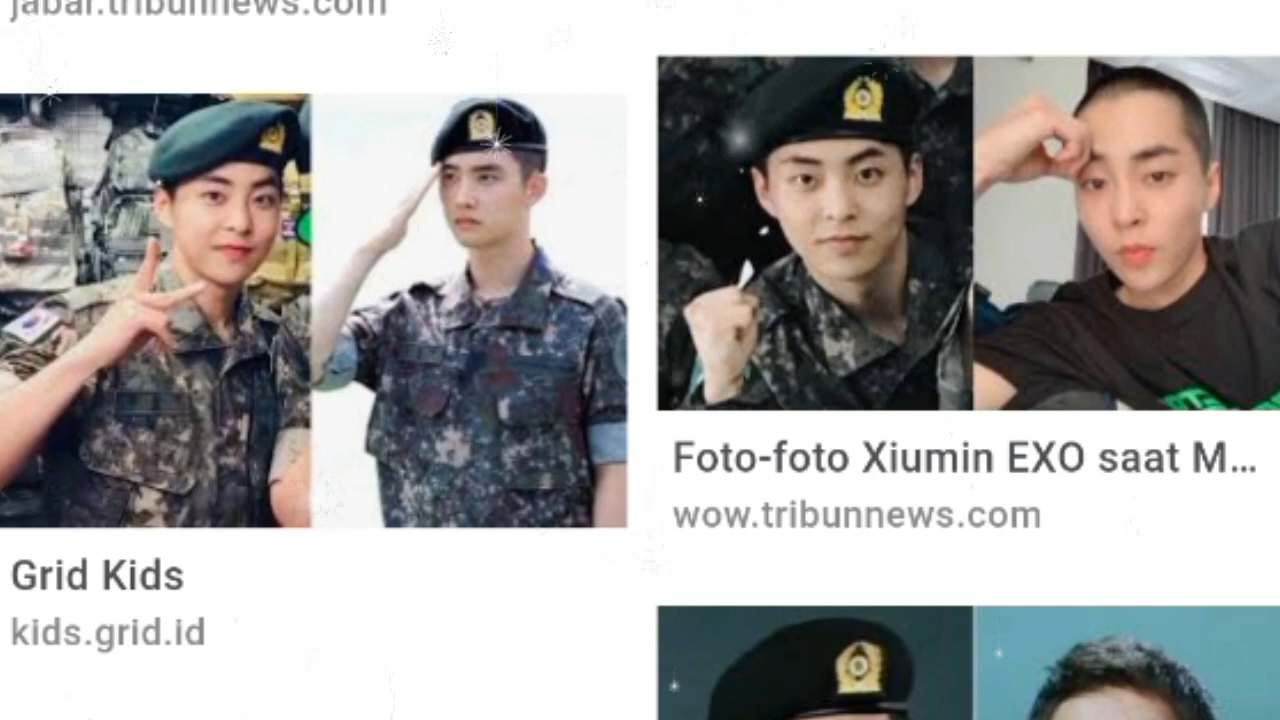 jabar.tribunnews.com
Grid Kids
kids.grid.id
Foto-foto Xiumin EXO saat M...
wow.tribunnews.com